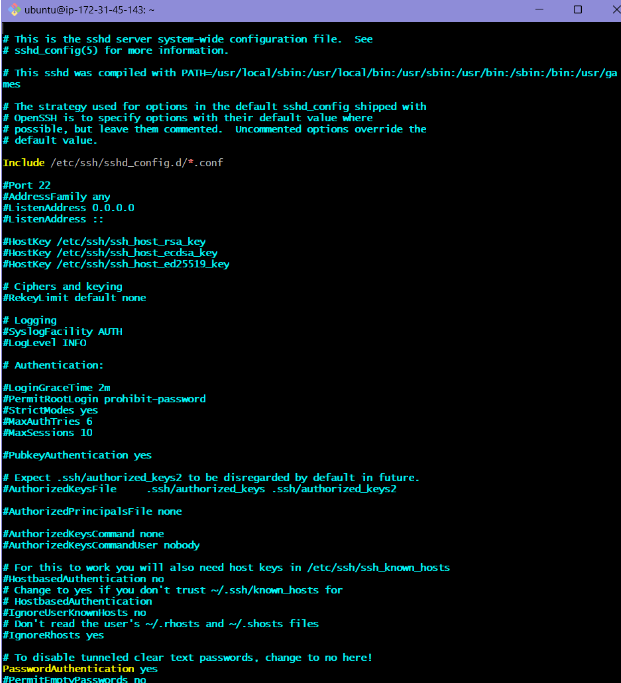 ubuntu@ip-172-31-45-143: ~
# This is the sshd server system-wide configuration file.  See
# sshd_config(5) for more information.
# This sshd was compiled with PATH=/usr/local/sbin:/usr/local/bin:/usr/sbin:/usr/bin:/sbin:/bin:/usr/ga
mes
# The strategy used for options in the default sshd_config shipped with
# OpenSSH is to specify options with their default value where
# possible, but leave them commented.  Uncommented options override the
# default value.
Include /etc/ssh/sshd_config.d/*.conf
#Port 22
#AddressFamily any
#ListenAddress 0.0.0.0
#ListenAddress ::
#HostKey /etc/ssh/ssh_host_rsa_key
#HostKey /etc/ssh/ssh_host_ecdsa_key
#HostKey /etc/ssh/ssh_host_ed25519_key
# Ciphers and keying
#RekeyLimit default none
# Logging
#SyslogFacility AUTH
#LogLevel INFO
# Authentication:
#LoginGraceTime 2m
#PermitRootLogin prohibit-password
#StrictModes yes
#MaxAuthTries 6
#MaxSessions 10
#PubkeyAuthentication yes
# Expect .ssh/authorized_keys2 to be disregarded by default in future.
#AuthorizedKeysFile     .ssh/authorized_keys .ssh/authorized_keys2
#AuthorizedPrincipalsFile none
#AuthorizedKeysCommand none
#AuthorizedKeysCommandUser nobody
# For this to work you will also need host keys in /etc/ssh/ssh_known_hosts
#HostbasedAuthentication no
# Change to yes if you don't trust ~/.ssh/known_hosts for
# HostbasedAuthentication
#IgnoreUserKnownHosts no
# Don't read the user's ~/.rhosts and ~/.shosts files
#IgnoreRhosts yes
# To disable tunneled clear text passwords, change to no here!
PasswordAuthentication yes
#PermitEmptyPasswords no